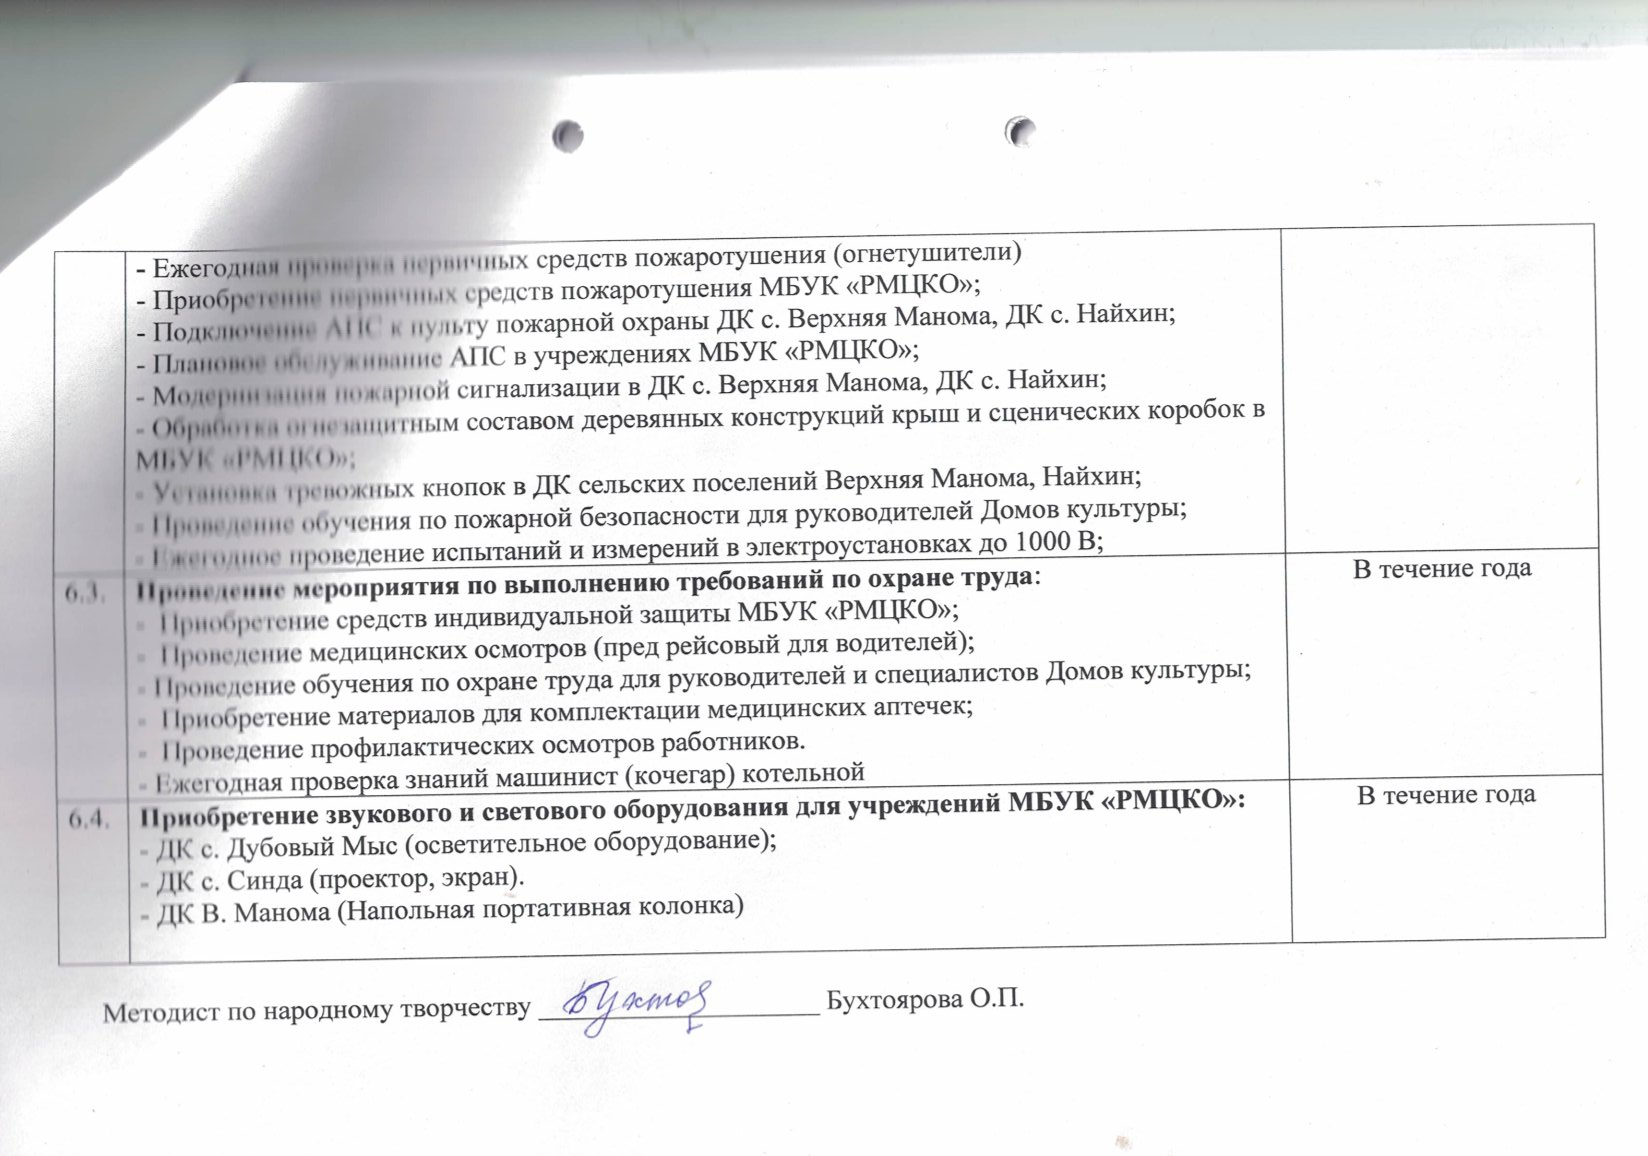 - Ежегодная проверка первичных средств пожаротушения (огнетушители)
- Приобретение первичных средств пожаротушения МБУК «РМЦКО»;
- Подключение АПС к пульту пожарной охраны ДК с. Верхняя Манома, ДК с. Найхин;
- Плановое обслуживание АПС в учреждениях МБУК «РМЦКО»;
- Модернизация пожарной сигнализации в ДК с. Верхняя Манома, ДК с. Найхин;
- Обработка огнезащитным составом деревянных конструкций крыш и сценических коробок в
МБУК «РМЦКО»;
- Установка тревожных кнопок в ДК сельских поселений Верхняя Манома, Найхин;
- Проведение обучения по пожарной безопасности для руководителей Домов культуры;
- Ежегодное проведение испытаний и измерений в электроустановках до 1000 В;
6.3. Проведение мероприятия по выполнению требований по охране труда: В течение года
- Приобретение средств индивидуальной защиты МБУК «РМЦКО»;
- Проведение медицинских осмотров (пред рейсовый для водителей);
- Проведение обучения по охране труда для руководителей и специалистов Домов культуры;
- Приобретение материалов для комплектации медицинских аптечек;
- Проведение профилактических осмотров работников.
- Ежегодная проверка знаний машинист (кочегар) котельной
6.4. Приобретение звукового и светового оборудования для учреждений МБУК «РМЦКО»: В течение года
- ДК с. Дубовый Мыс (осветительное оборудование);
- ДК с. Синда (проектор, экран).
- ДК В. Манома (Напольная портативная колонка)
Методист по народному творчеству Бухтоярова О.П.